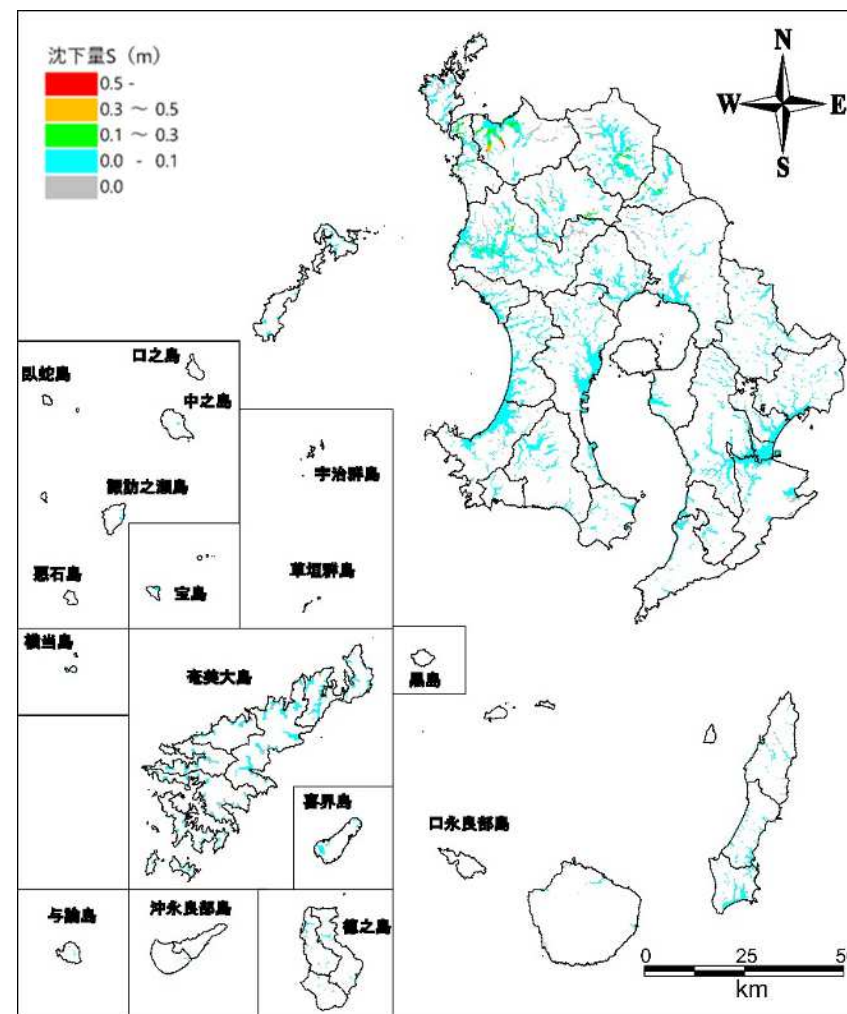 沈下量S（m）
0.5 -
0.3 ～ 0.5
0.1 ～ 0.3
0.0 - 0.1
0.0
N
W
E
S
口之島
臥蛇島
中之島
諏訪之瀬島
悪石島
宝島
宇治群島
草垣群島
横当島
奄美大島
黒島
喜界島
口永良部島
与論島
沖永良部島
徳之島
0 25 50
km